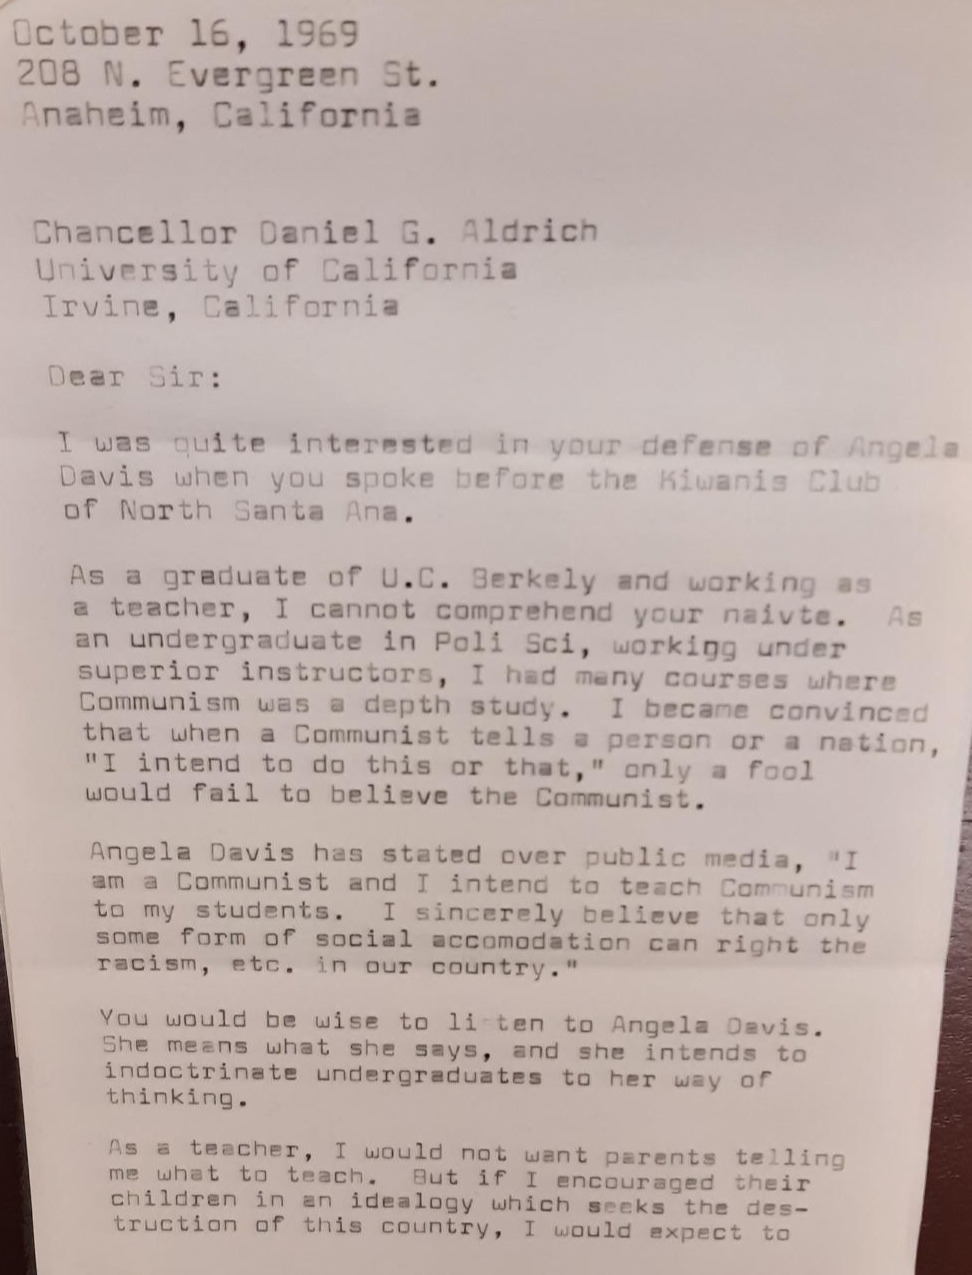 October 16, 1969
208 N. Evergreen St.
Anaheim, California
Chancellor Daniel G. Aldrich
University of California
Irvine, California
Dear Sir:
I was quite interested in your defense of Angela
Davis when you spoke before the Kiwanis Club
of North Santa Ana.
As a graduate of U.C. Berkely and working as
a teacher, I cannot comprehend your naivte. As
an undergraduate in Poli Sci, working under
superior instructors, I had many courses where
Communism was a depth study. I became convinced
that when a Communist tells a person or a nation,
"I intend to do this or that," only a fool
would fail to believe the Communist.
Angela Davis has stated over public media, "I
am a Communist and I intend to teach Communism
to my students. I sincerely believe that only
some form of social accomodation can right the
racism, etc. in our country."
You would be wise to li ten to Angela Davis.
She means what she says, and she intends to
indoctrinate undergraduates to her way of
thinking.
As a teacher, I would not want parents telling
me what to teach. But if I encouraged their
children in an idealogy which seeks the des-
truction of this country, I would expect to